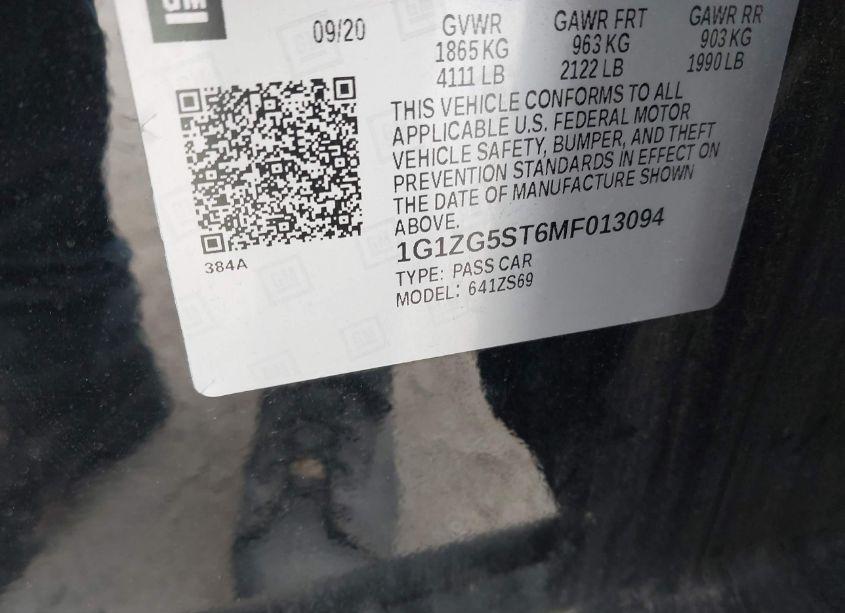 GM
09/20
GVWR GAWR FRT GAWR RR
1865 KG 963 KG 903 KG
4111 LB 2122 LB 1990 LB
THIS VEHICLE CONFORMS TO ALL
APPLICABLE U.S. FEDERAL MOTOR
VEHICLE SAFETY, BUMPER, AND THEFT
PREVENTION STANDARDS IN EFFECT ON
THE DATE OF MANUFACTURE SHOWN
ABOVE.
384A
1G1ZG5ST6MF013094
TYPE: PASS CAR
MODEL: 641ZS69